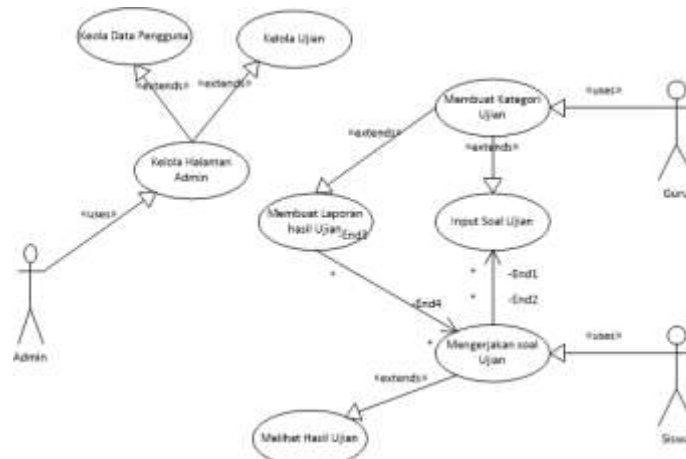 Keola Data Pengguna
Kelola Ujian
«extends»
«extends»
Membuat Kategori
Ujian
«uses»
«extends»
«extends»
Kelola Halaman
Admin
Guru
«uses»
Membuat Laporan
hasil Ujian
-End3
Input Soal Ujian
*
*
-End1
-End4
*
-End2
*
Mengerjakan soal
Ujian
«uses»
Admin
«extends»
Siswa
Melihat Hasil Ujian